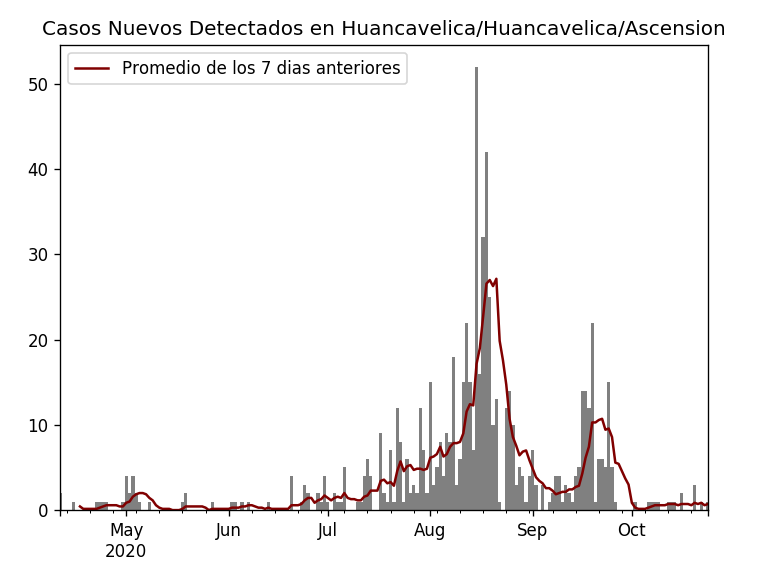 Casos Nuevos Detectados en Huancavelica/Huancavelica/Ascension
Promedio de los 7 dias anteriores
50
40
30
20
10
0
May Jun Jul Aug Sep Oct
2020